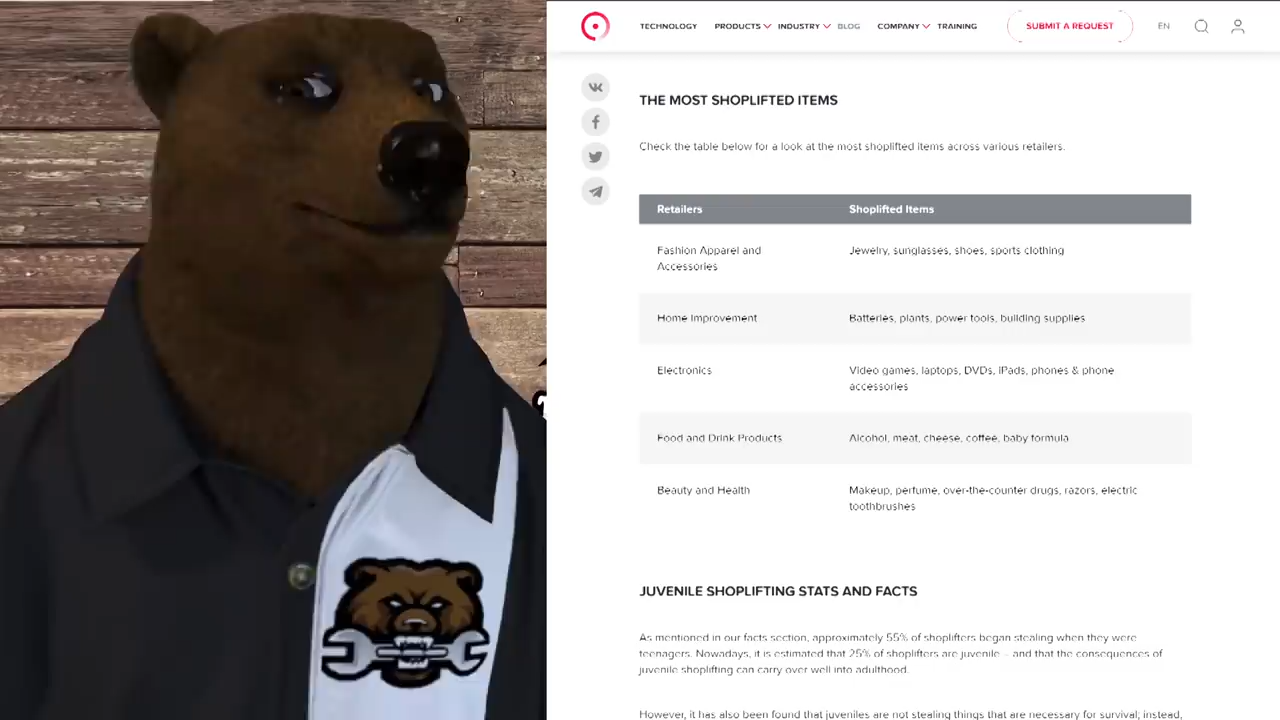 TECHNOLOGY PRODUCTS INDUSTRY BLOG COMPANY TRAINING SUBMIT A REQUEST EN
THE MOST SHOPLIFTED ITEMS
Check the table below for a look at the most shoplifted items across various retailers.
Retailers Shoplifted Items
Fashion Apparel and Jewelry, sunglasses, shoes, sports clothing
Accessories
Home Improvement Batteries, plants, power tools, building supplies
Electronics Video games, laptops, DVDs, iPads, phones & phone
accessories
Food and Drink Products Alcohol, meat, cheese, coffee, baby formula
Beauty and Health Makeup, perfume, over-the-counter drugs, razors, electric
toothbrushes
JUVENILE SHOPLIFTING STATS AND FACTS
As mentioned in our facts section, approximately 55% of shoplifters began stealing when they were
teenagers. Nowadays, it is estimated that 25% of shoplifters are juvenile – and that the consequences of
juvenile shoplifting can carry over well into adulthood.
However, it has also been found that juveniles are not stealing things that are necessary for survival; instead,